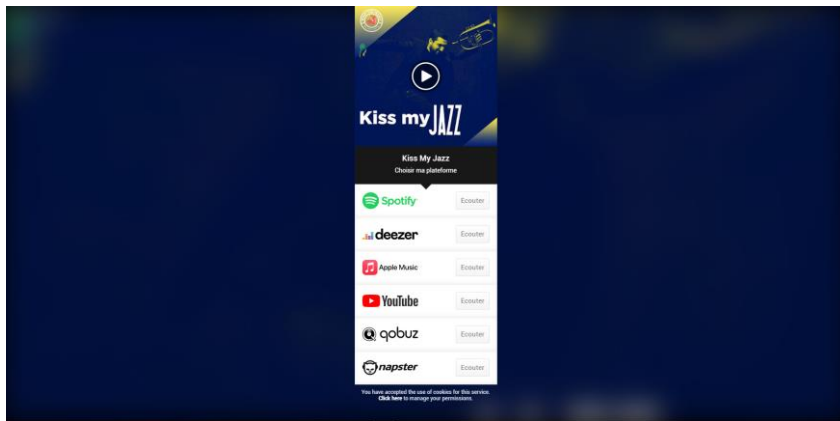 Kiss my JAZZ
Kiss My Jazz
Choisir ma plateforme
Spotify
Ecouter
deezer
Ecouter
Apple Music
Ecouter
YouTube
Ecouter
qobuz
Ecouter
napster
Ecouter
You have accepted the use of cookies for this service.
Click here to manage your permissions.